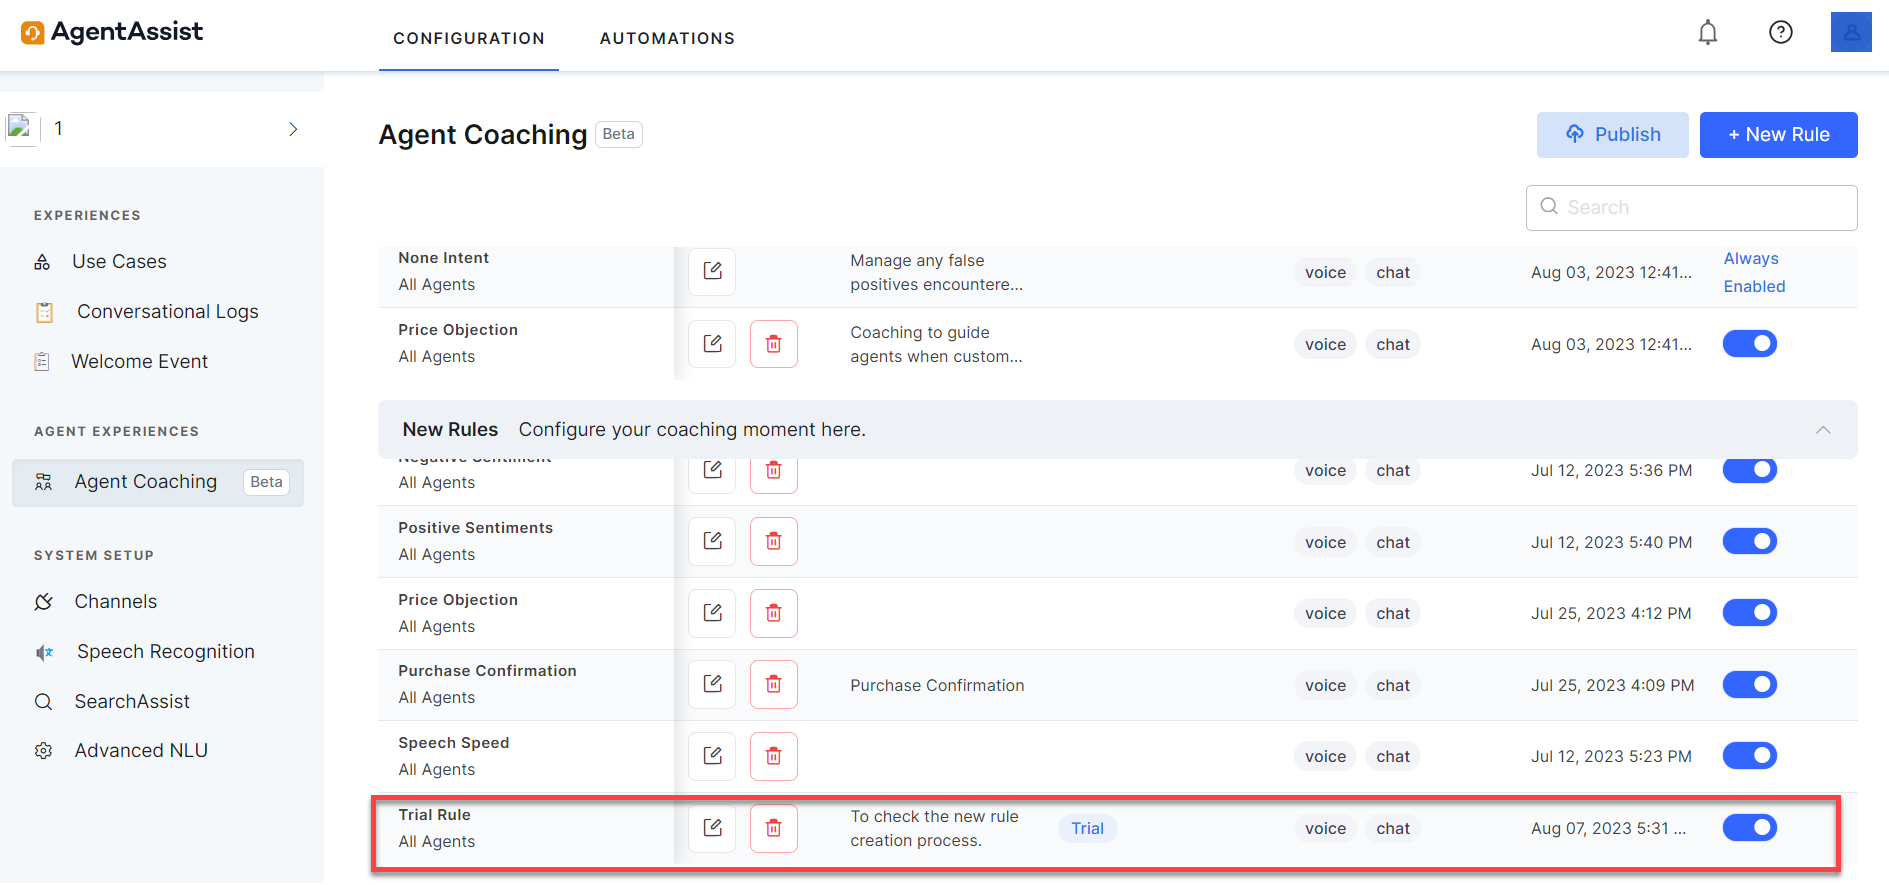 AgentAssist
CONFIGURATION
AUTOMATIONS
1
Agent Coaching Beta
Publish
+ New Rule
Search
EXPERIENCES
Use Cases
Conversational Logs
Welcome Event
AGENT EXPERIENCES
Agent Coaching Beta
SYSTEM SETUP
Channels
Speech Recognition
SearchAssist
Advanced NLU
None Intent
All Agents
Manage any false
positives encountere...
voice chat
Aug 03, 2023 12:41...
Always
Enabled
Price Objection
All Agents
Coaching to guide
agents when custom...
voice chat
Aug 03, 2023 12:41...
New Rules Configure your coaching moment here.
Negative Sentiment
All Agents
voice chat
Jul 12, 2023 5:36 PM
Positive Sentiments
All Agents
voice chat
Jul 12, 2023 5:40 PM
Price Objection
All Agents
voice chat
Jul 25, 2023 4:12 PM
Purchase Confirmation
All Agents
Purchase Confirmation
voice chat
Jul 25, 2023 4:09 PM
Speech Speed
All Agents
voice chat
Jul 12, 2023 5:23 PM
Trial Rule
All Agents
To check the new rule
creation process.
Trial
voice chat
Aug 07, 2023 5:31 ...